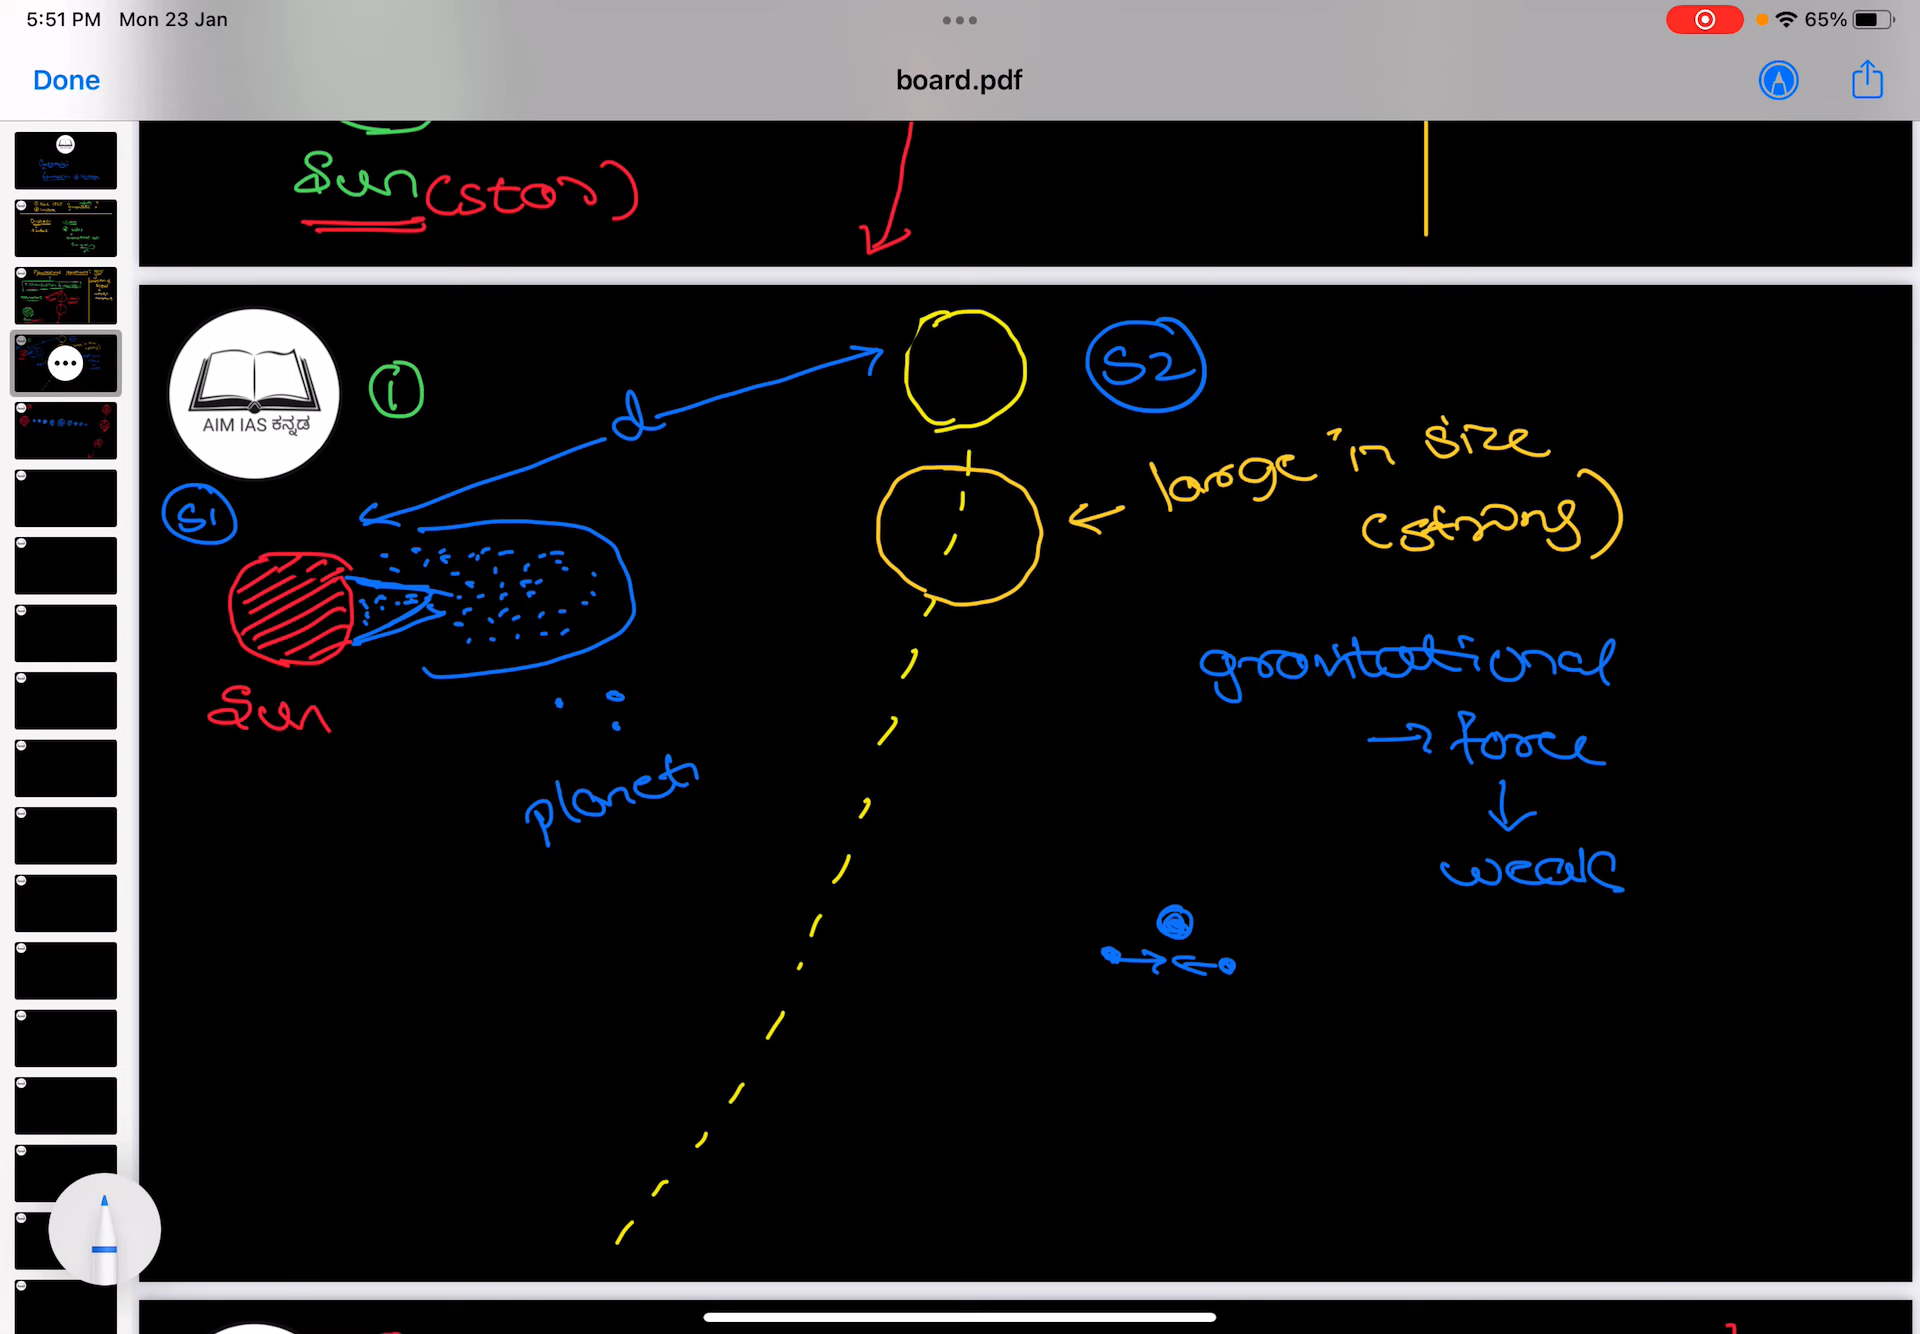 5:51 PM Mon 23 Jan
65%
Done
board.pdf
Sun (star)
AIM IAS ಕನ್ನಡ
1
d
S2
S1
large in size
(strong)
Sun
planets
gravitational
→ force
↓
weak